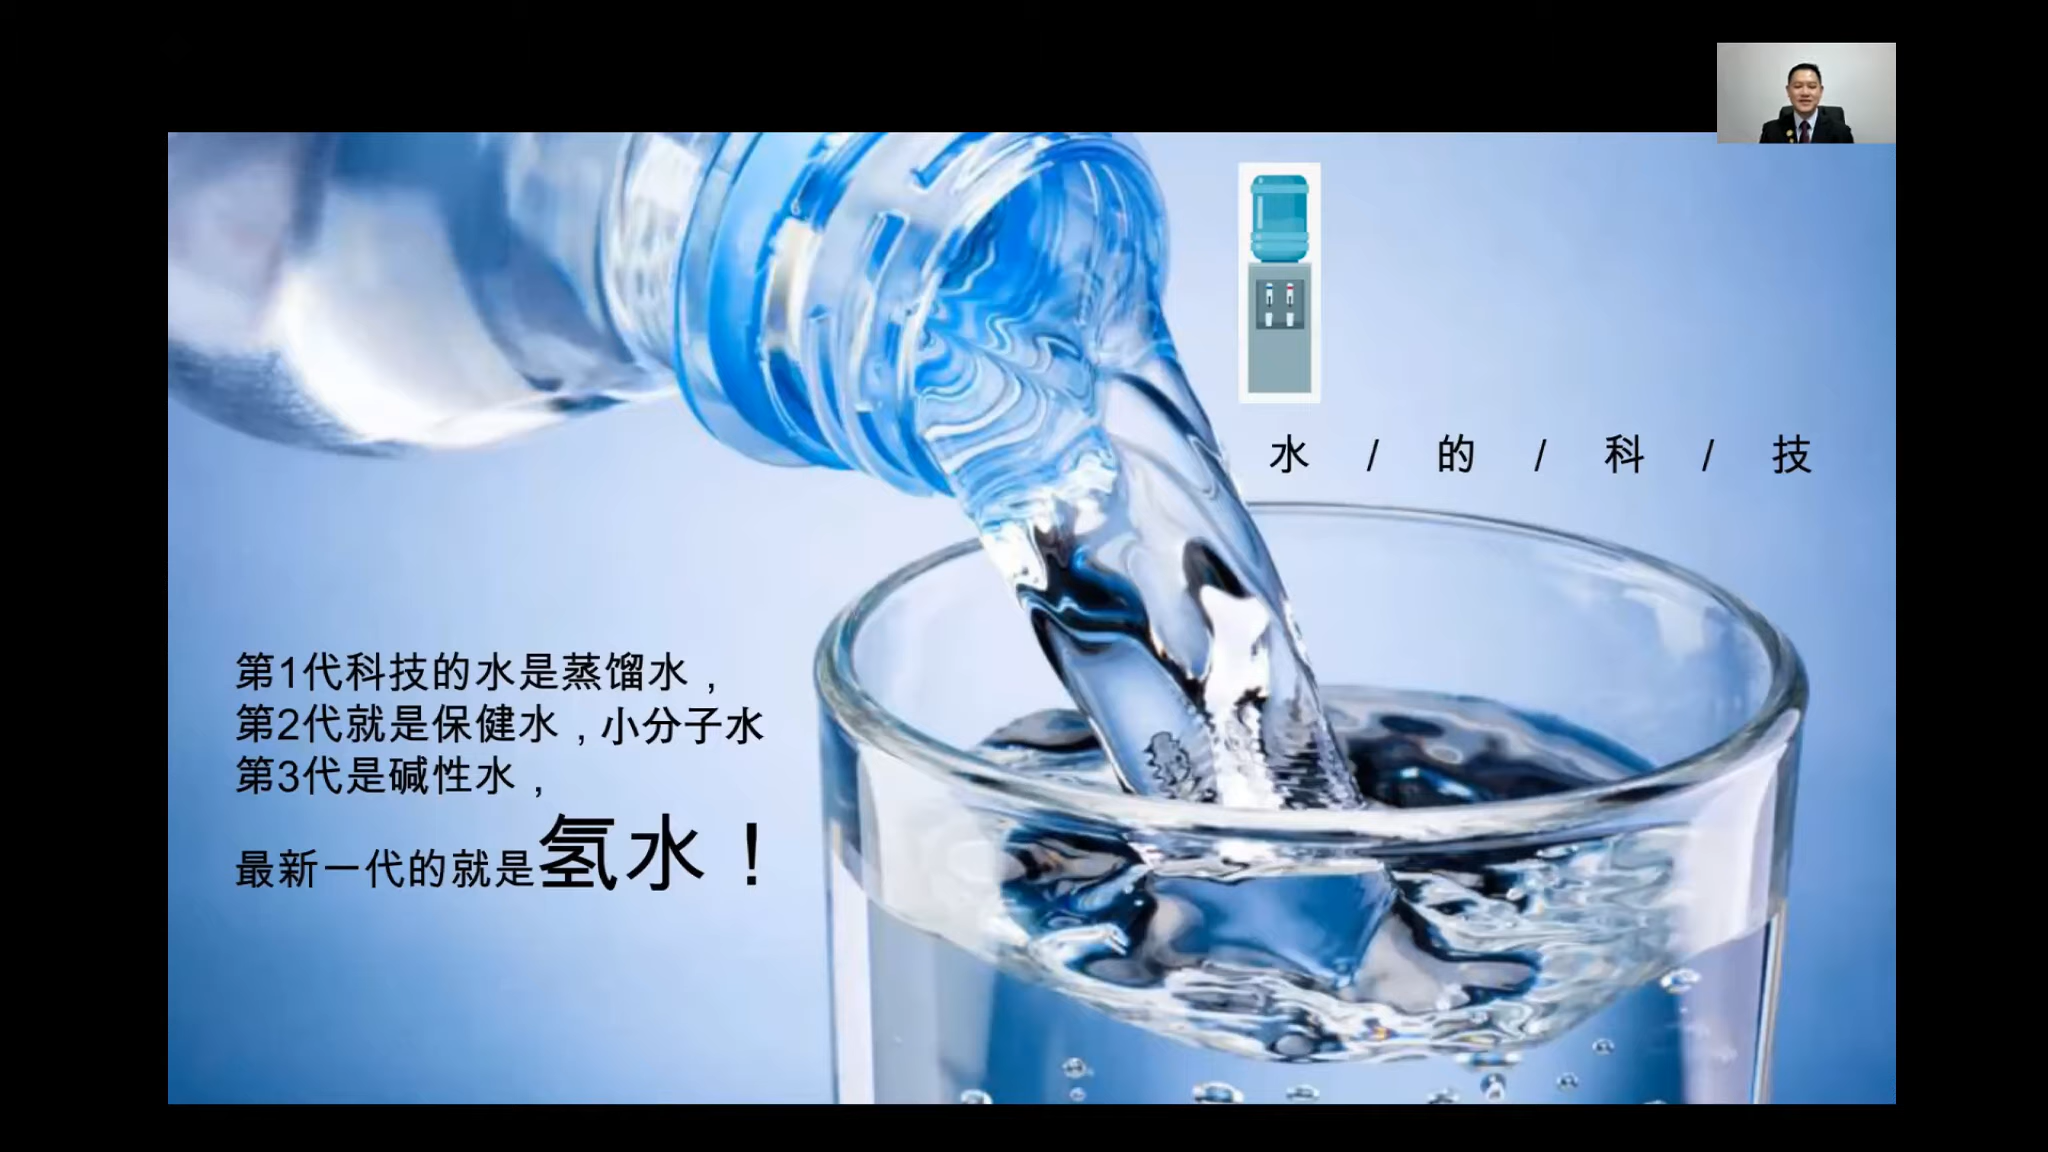 水 / 的 / 科 / 技
第1代科技的水是蒸馏水，
第2代就是保健水，小分子水
第3代是碱性水，
最新一代的就是氢水！